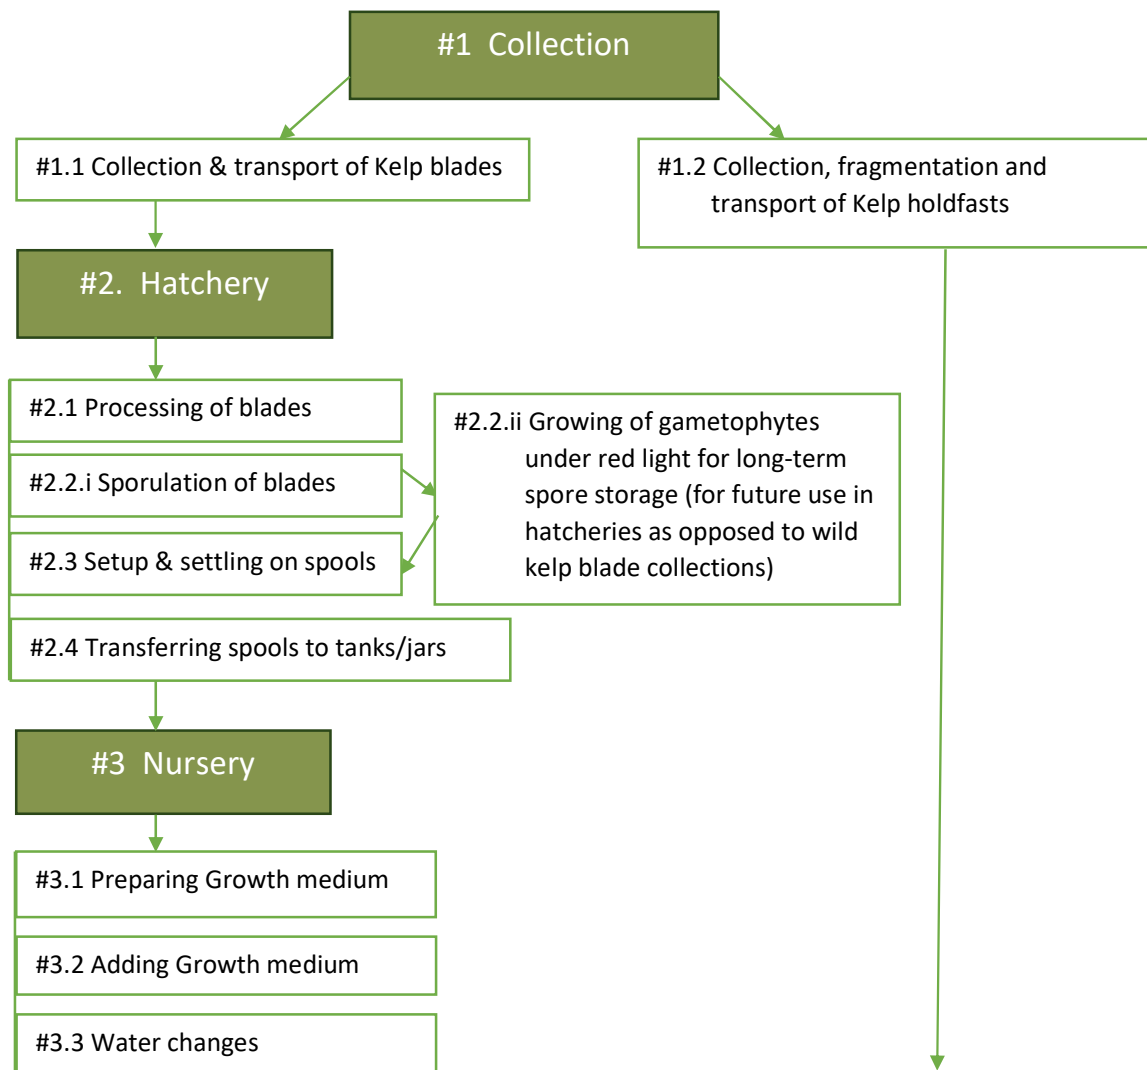 #1 Collection
#1.1 Collection & transport of Kelp blades
#1.2 Collection, fragmentation and
transport of Kelp holdfasts
#2. Hatchery
#2.1 Processing of blades
#2.2.i Sporulation of blades
#2.2.ii Growing of gametophytes
under red light for long-term
spore storage (for future use in
hatcheries as opposed to wild
kelp blade collections)
#2.3 Setup & settling on spools
#2.4 Transferring spools to tanks/jars
#3 Nursery
#3.1 Preparing Growth medium
#3.2 Adding Growth medium
#3.3 Water changes